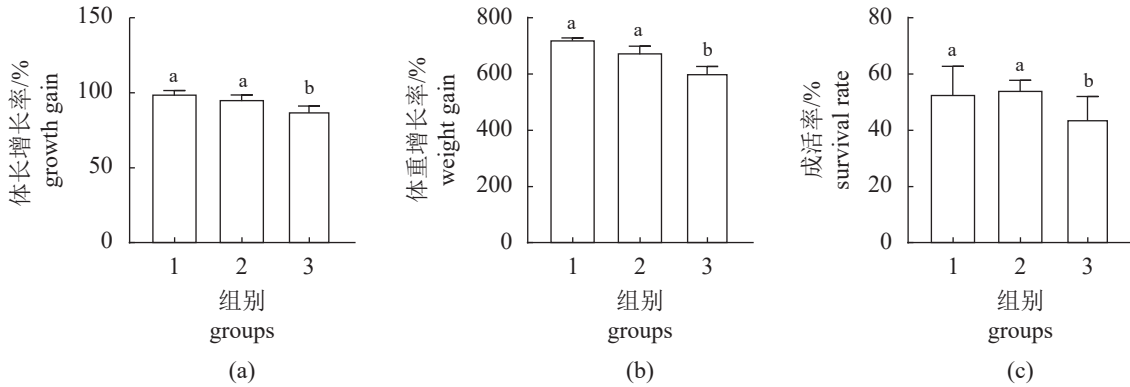 体长增长率/%
growth gain
150
100
50
0
a
a
b
1
2
3
组别
groups
(a)
体重增长率/%
weight gain
800
600
400
200
0
a
a
b
1
2
3
组别
groups
(b)
成活率/%
survival rate
80
60
40
20
0
a
a
b
1
2
3
组别
groups
(c)